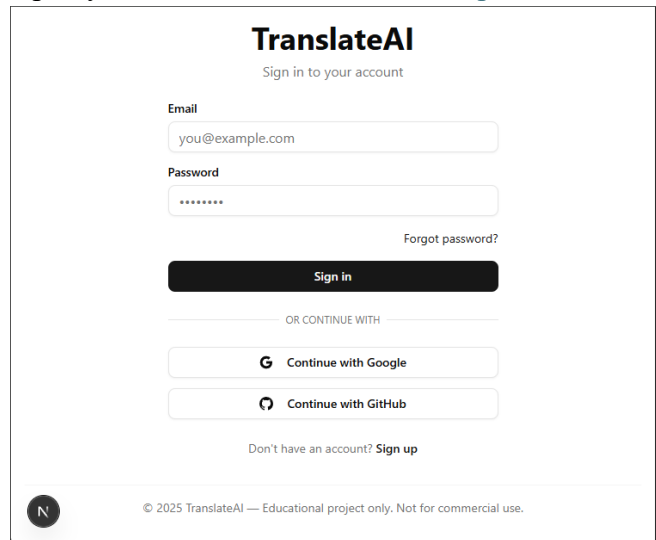 TranslateAI
Sign in to your account
Email
you@example.com
Password
••••••••
Forgot password?
Sign in
OR CONTINUE WITH
G Continue with Google
Continue with GitHub
Don't have an account? Sign up
N © 2025 TranslateAI — Educational project only. Not for commercial use.